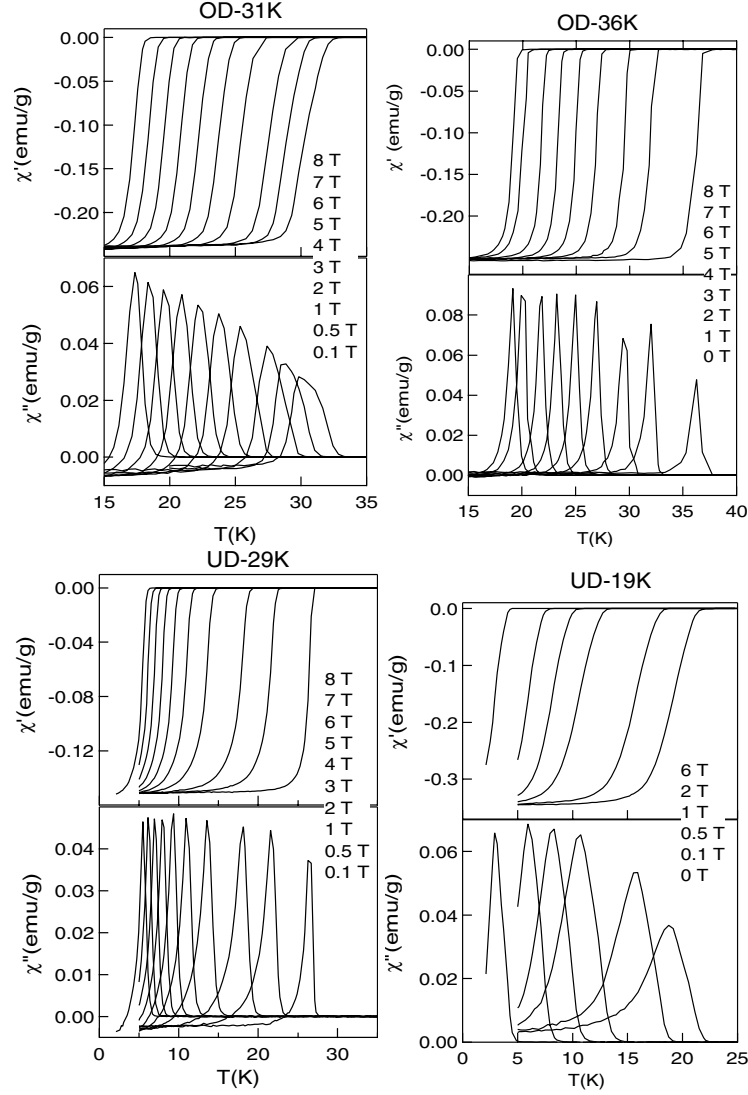 OD-31K
0.00
-0.05
-0.10
-0.15
-0.20
χ'(emu/g)
8 T
7 T
6 T
5 T
4 T
3 T
2 T
1 T
0.5 T
0.1 T
0.06
0.04
0.02
0.00
χ"(emu/g)
15 20 25 30 35
T(K)
OD-36K
0.00
-0.05
-0.10
-0.15
-0.20
χ' (emu/g)
8 T
7 T
6 T
5 T
4 T
3 T
2 T
1 T
0 T
0.08
0.06
0.04
0.02
0.00
χ"(emu/g)
15 20 25 30 35 40
T(K)
UD-29K
0.00
-0.04
-0.08
-0.12
χ'(emu/g)
8 T
7 T
6 T
5 T
4 T
3 T
2 T
1 T
0.5 T
0.1 T
0.04
0.03
0.02
0.01
0.00
χ"(emu/g)
0 10 20 30
T(K)
UD-19K
0.0
-0.1
-0.2
-0.3
χ'(emu/g)
6 T
2 T
1 T
0.5 T
0.1 T
0 T
0.06
0.04
0.02
0.00
χ"(emu/g)
0 5 10 15 20 25
T(K)